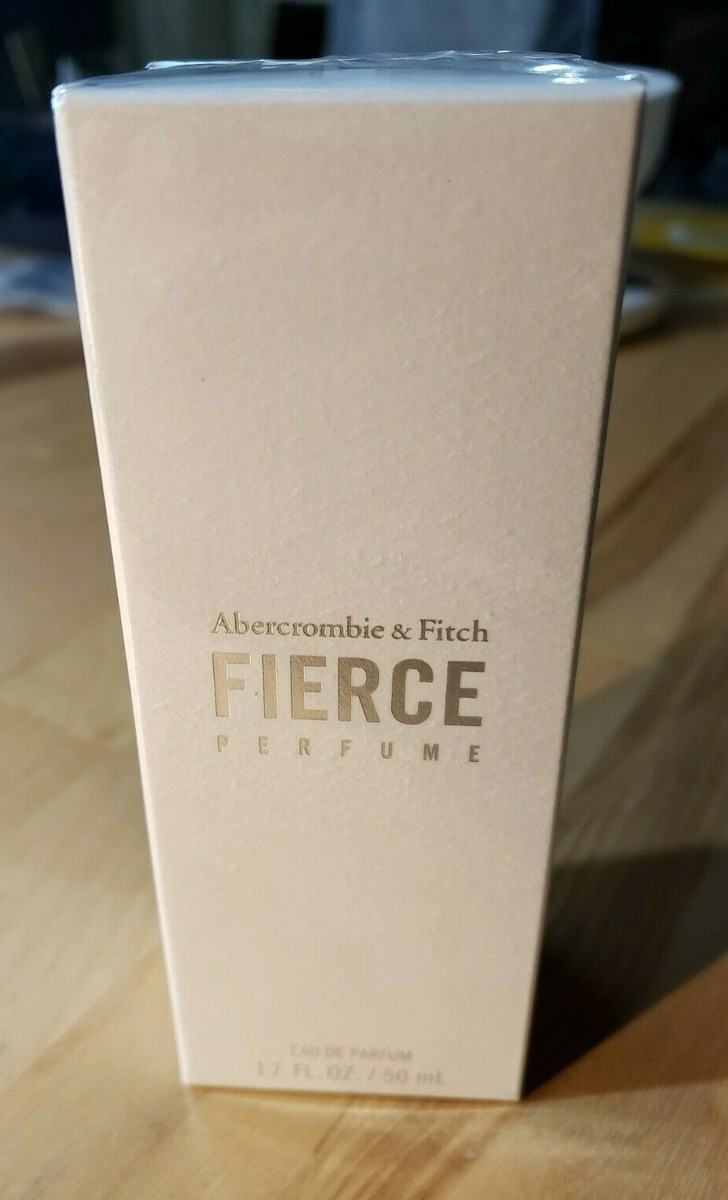 Abercrombie & Fitch
FIERCE
PERFUME
EAU DE PARFUM
1.7 FL. OZ. / 50 mL